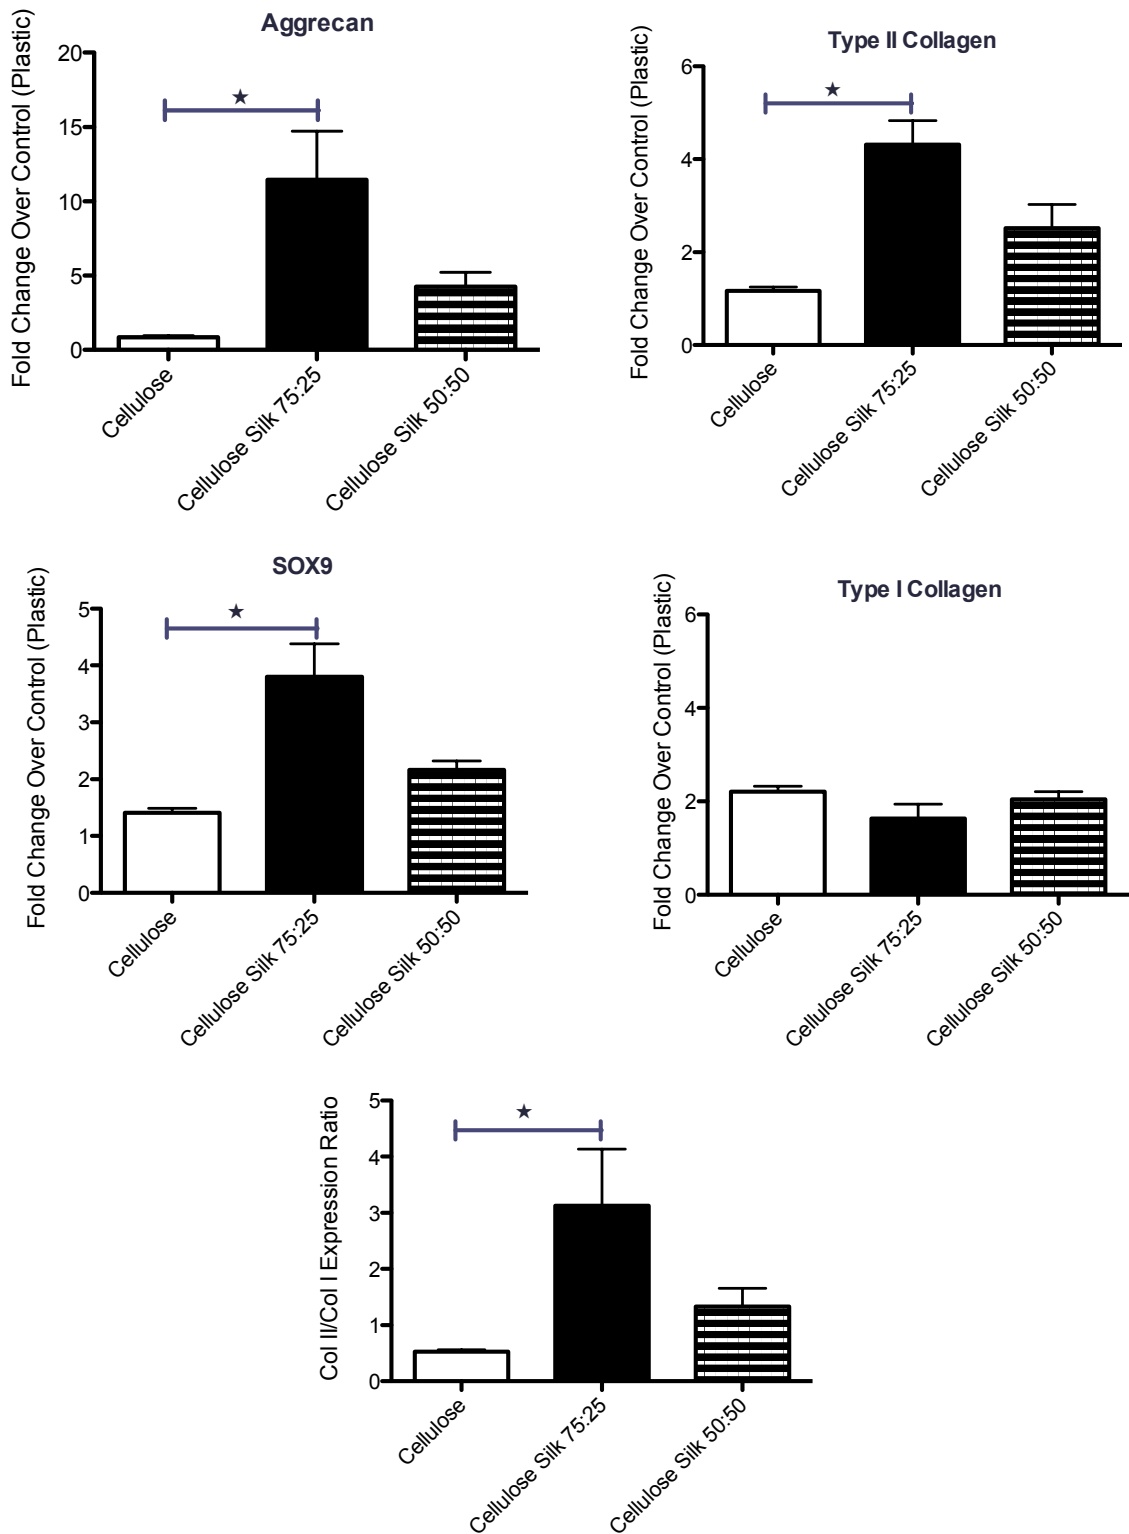 Aggrecan
Fold Change Over Control (Plastic)
20
15
10
5
0
Cellulose
Cellulose Silk 75:25
Cellulose Silk 50:50
Type II Collagen
Fold Change Over Control (Plastic)
6
4
2
0
Cellulose
Cellulose Silk 75:25
Cellulose Silk 50:50
SOX9
Fold Change Over Control (Plastic)
5
4
3
2
1
0
Cellulose
Cellulose Silk 75:25
Cellulose Silk 50:50
Type I Collagen
Fold Change Over Control (Plastic)
6
4
2
0
Cellulose
Cellulose Silk 75:25
Cellulose Silk 50:50
Col II/Col I Expression Ratio
5
4
3
2
1
0
Cellulose
Cellulose Silk 75:25
Cellulose Silk 50:50